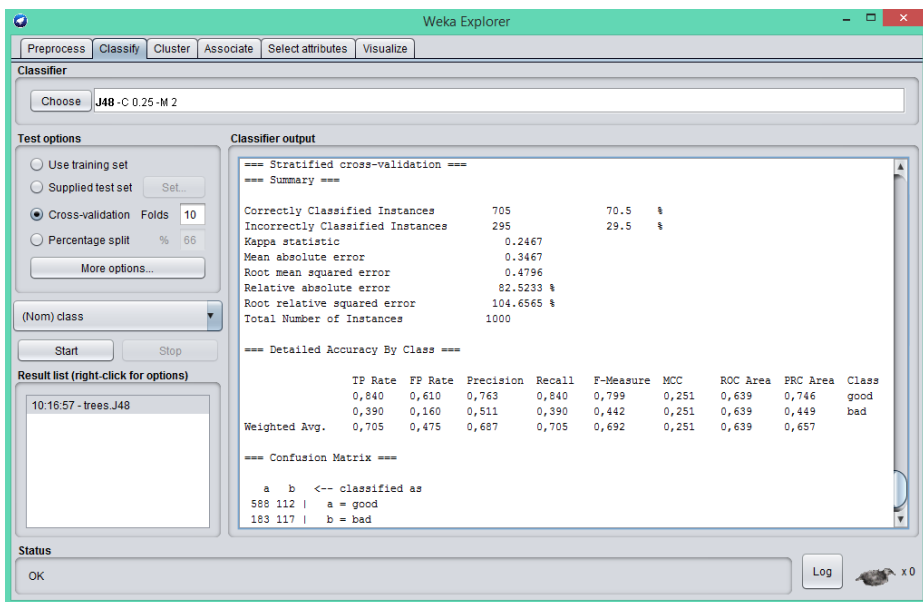 Weka Explorer
Preprocess Classify Cluster Associate Select attributes Visualize
Classifier
Choose J48 -C 0.25 -M 2
Test options
Use training set
Supplied test set Set...
Cross-validation Folds 10
Percentage split % 66
More options...
(Nom) class
Start Stop
Result list (right-click for options)
10:16:57 - trees.J48
Classifier output
=== Stratified cross-validation ===
=== Summary ===
Correctly Classified Instances 705 70.5 %
Incorrectly Classified Instances 295 29.5 %
Kappa statistic 0.2467
Mean absolute error 0.3467
Root mean squared error 0.4796
Relative absolute error 82.5233 %
Root relative squared error 104.6565 %
Total Number of Instances 1000
=== Detailed Accuracy By Class ===
TP Rate FP Rate Precision Recall F-Measure MCC ROC Area PRC Area Class
0,840 0,610 0,763 0,840 0,799 0,251 0,639 0,746 good
0,390 0,160 0,511 0,390 0,442 0,251 0,639 0,449 bad
Weighted Avg. 0,705 0,475 0,687 0,705 0,692 0,251 0,639 0,657
=== Confusion Matrix ===
a b <-- classified as
588 112 | a = good
183 117 | b = bad
Status
OK
Log
x 0